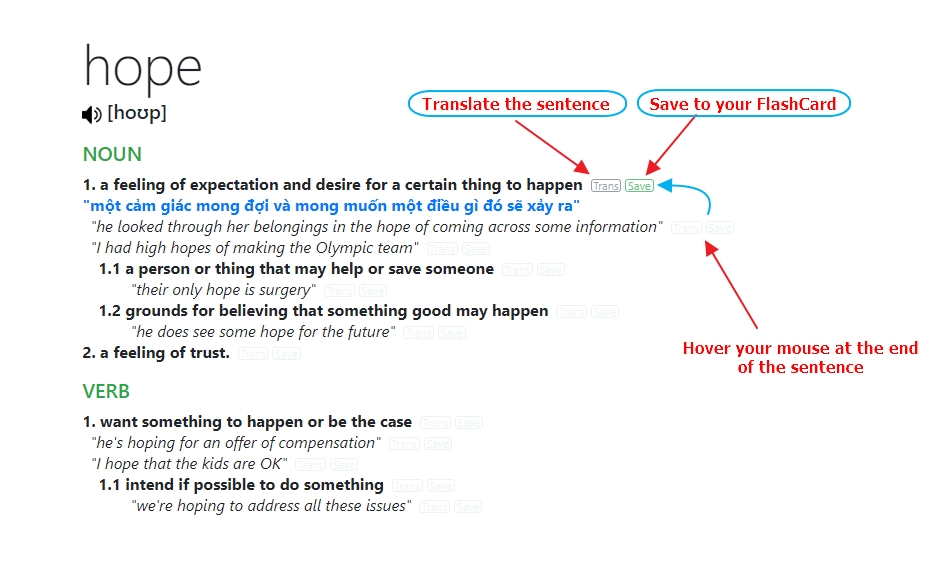 hope
[hoʊp]
Translate the sentence
Save to your FlashCard
NOUN
1. a feeling of expectation and desire for a certain thing to happen Trans Save
"một cảm giác mong đợi và mong muốn một điều gì đó sẽ xảy ra"
"he looked through her belongings in the hope of coming across some information" Trans Save
"I had high hopes of making the Olympic team" Trans Save
1.1 a person or thing that may help or save someone Trans Save
"their only hope is surgery" Trans Save
1.2 grounds for believing that something good may happen Trans Save
"he does see some hope for the future" Trans Save
2. a feeling of trust. Trans Save
Hover your mouse at the end
of the sentence
VERB
1. want something to happen or be the case Trans Save
"he's hoping for an offer of compensation" Trans Save
"I hope that the kids are OK" Trans Save
1.1 intend if possible to do something Trans Save
"we're hoping to address all these issues" Trans Save